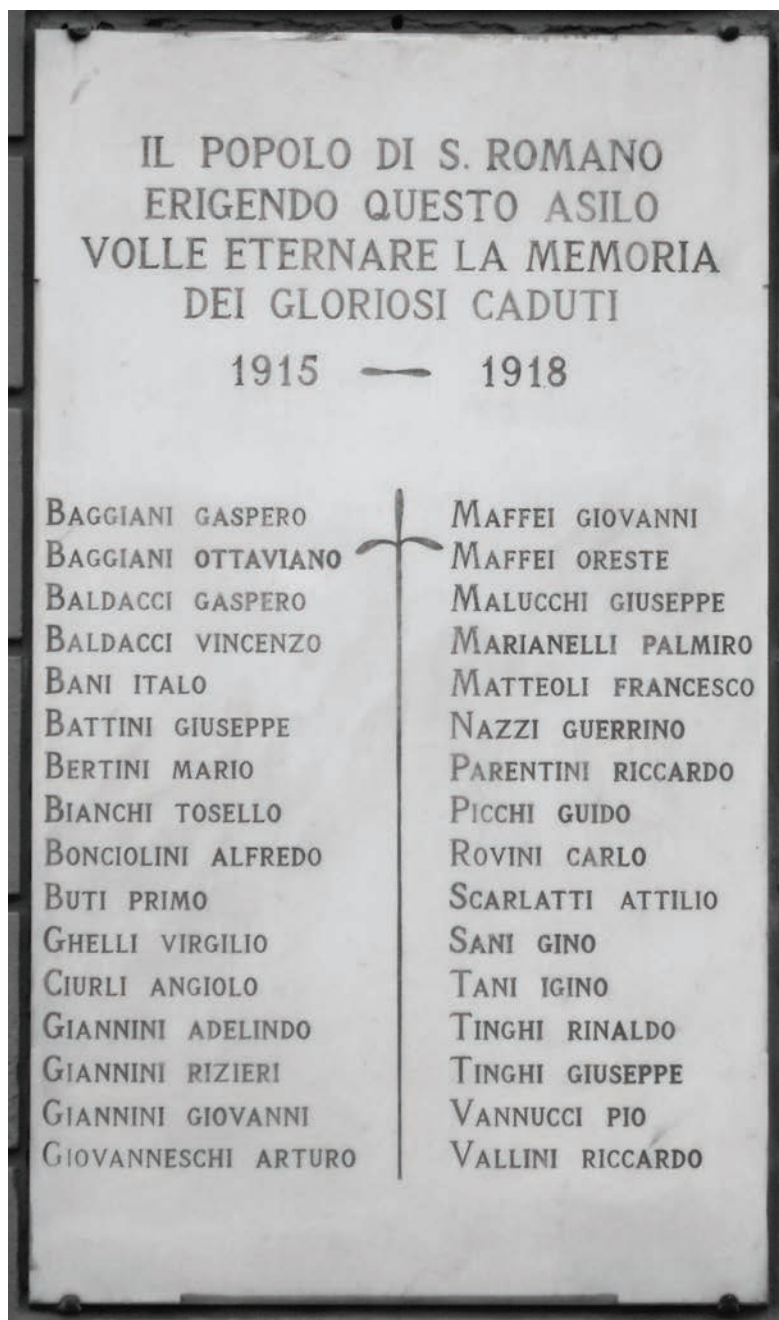 IL POPOLO DI S. ROMANO
ERIGENDO QUESTO ASILO
VOLLE ETERNARE LA MEMORIA
DEI GLORIOSI CADUTI
1915 — 1918
BAGGIANI GASPERO
BAGGIANI OTTAVIANO
BALDACCI GASPERO
BALDACCI VINCENZO
BANI ITALO
BATTINI GIUSEPPE
BERTINI MARIO
BIANCHI TOSELLO
BONCIOLINI ALFREDO
BUTI PRIMO
GHELLI VIRGILIO
CIURLI ANGIOLO
GIANNINI ADELINDO
GIANNINI RIZIERI
GIANNINI GIOVANNI
GIOVANNESCHI ARTURO
MAFFEI GIOVANNI
MAFFEI ORESTE
MALUCCHI GIUSEPPE
MARIANELLI PALMIRO
MATTEOLI FRANCESCO
NAZZI GUERRINO
PARENTINI RICCARDO
PICCHI GUIDO
ROVINI CARLO
SCARLATTI ATTILIO
SANI GINO
TANI IGINO
TINGHI RINALDO
TINGHI GIUSEPPE
VANNUCCI PIO
VALLINI RICCARDO